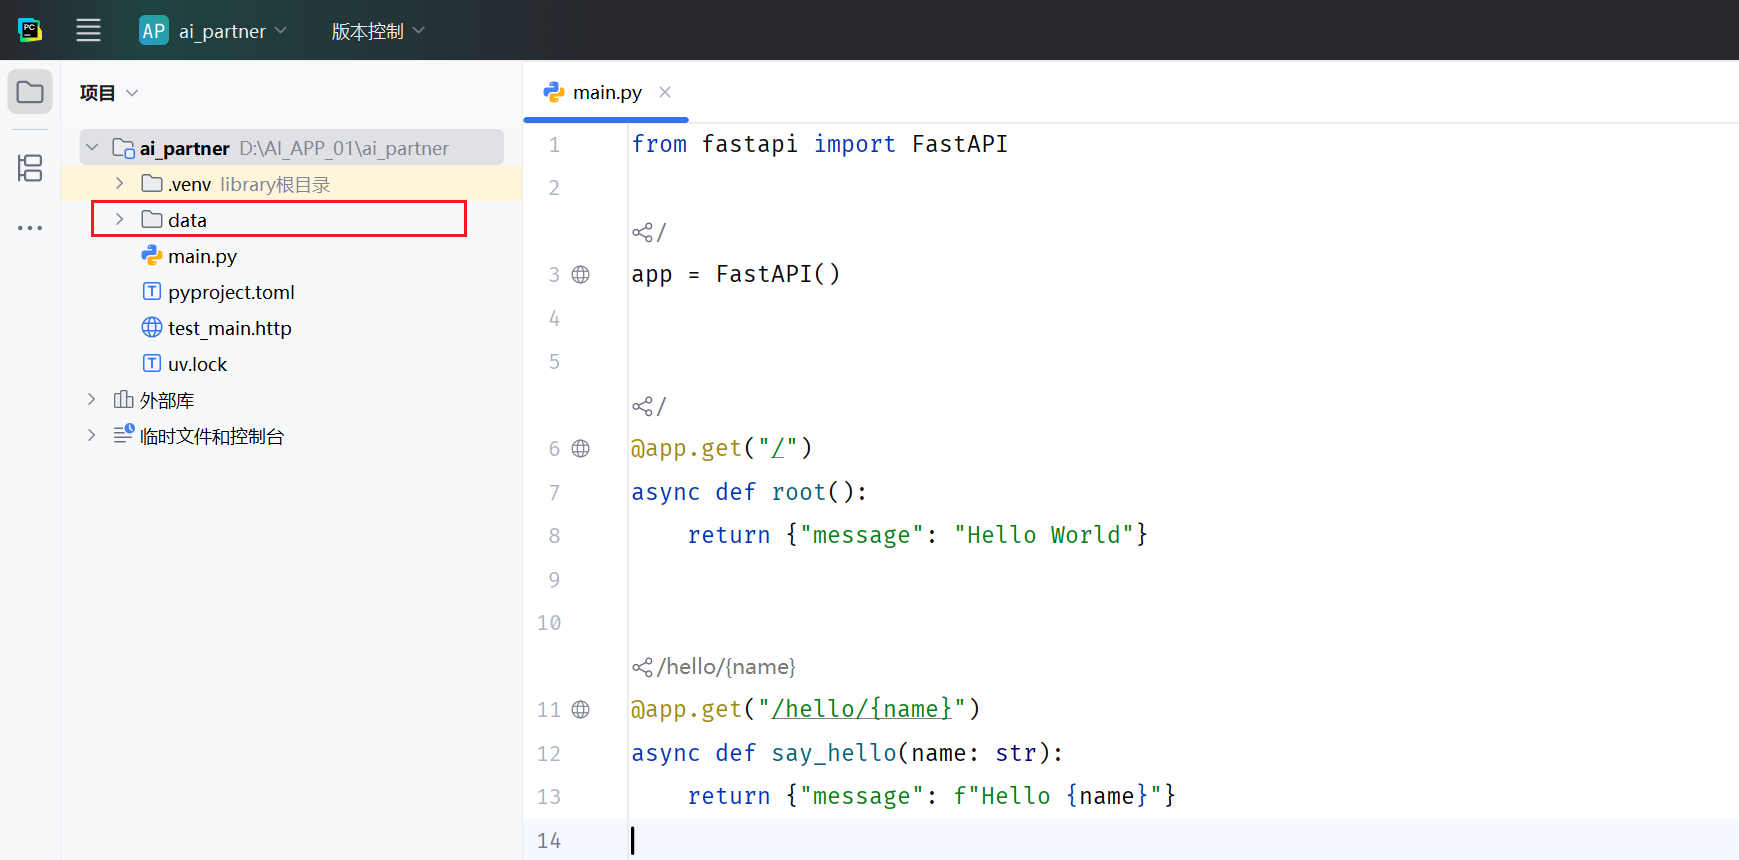 PC
AP ai_partner 版本控制
项目
ai_partner D:\AI_APP_01\ai_partner
.venv library根目录
data
main.py
pyproject.toml
test_main.http
uv.lock
外部库
临时文件和控制台
main.py
1 from fastapi import FastAPI
2
/
3 app = FastAPI()
4
5
/
6 @app.get("/")
7 async def root():
8     return {"message": "Hello World"}
9
10
/hello/{name}
11 @app.get("/hello/{name}")
12 async def say_hello(name: str):
13     return {"message": f"Hello {name}"}
14